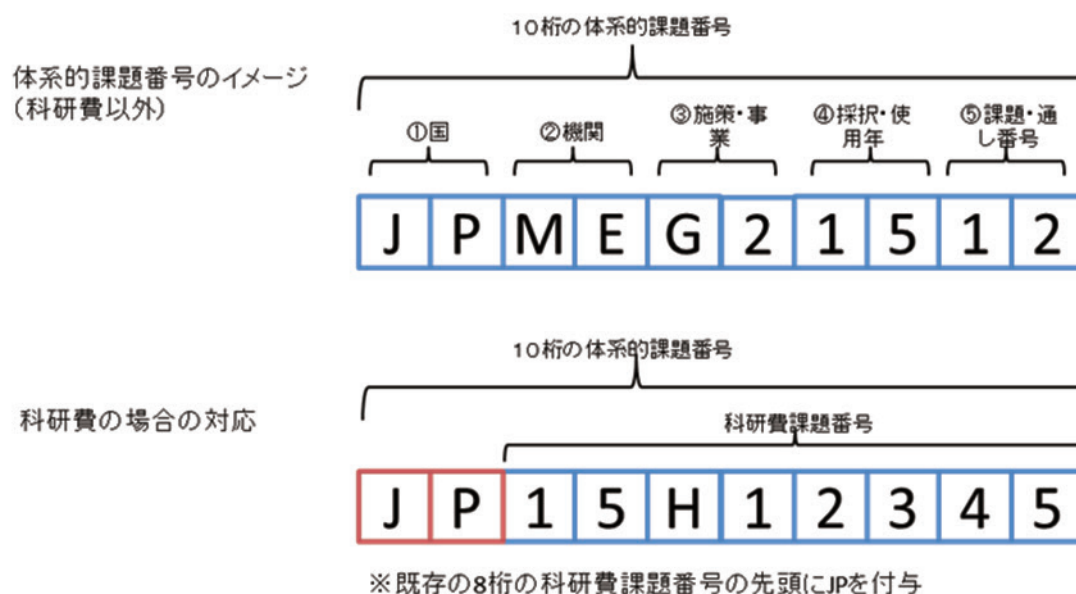 10桁の体系的課題番号
体系的課題番号のイメージ
(科研費以外)
①国
②機関
③施策・事
業
④採択・使
用年
⑤課題・通
し番号
J P M E G 2 1 5 1 2
10桁の体系的課題番号
科研費の場合の対応
科研費課題番号
J P 1 5 H 1 2 3 4 5
※既存の8桁の科研費課題番号の先頭にJPを付与